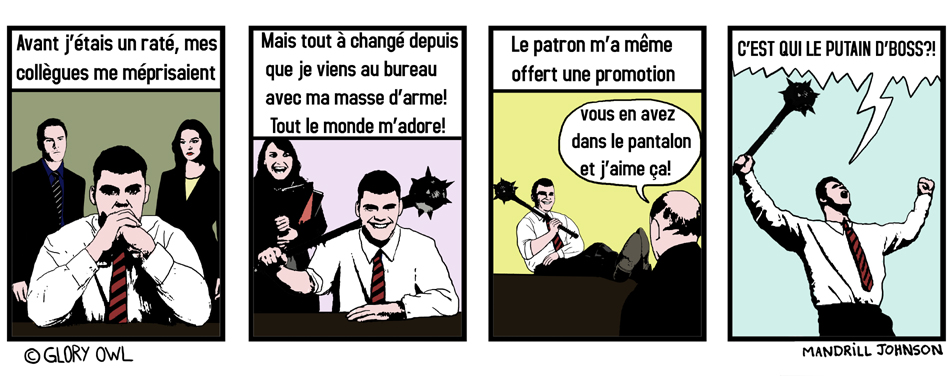 Avant j'étais un raté, mes
collègues me méprisaient
Mais tout à changé depuis
que je viens au bureau
avec ma masse d'arme!
Tout le monde m'adore!
Le patron m'a même
offert une promotion
vous en avez
dans le pantalon
et j'aime ça!
C'EST QUI LE PUTAIN D'BOSS?!
© GLORY OWL
MANDRILL JOHNSON